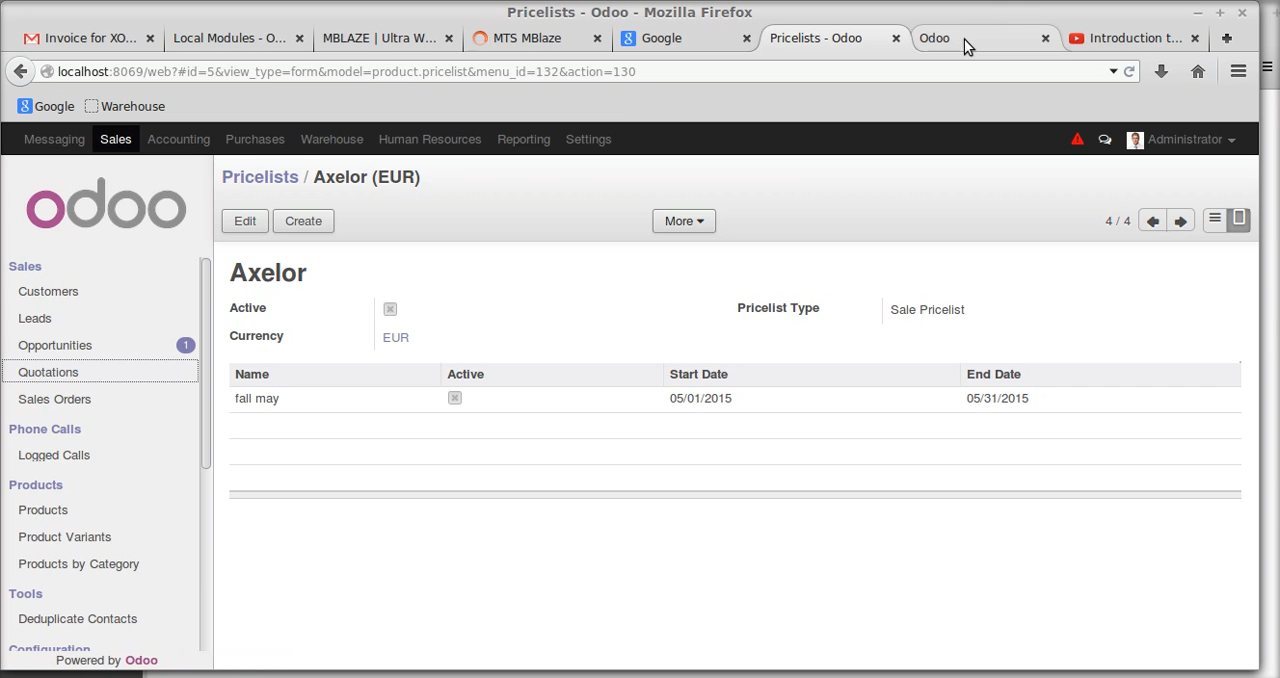 Pricelists - Odoo - Mozilla Firefox
Invoice for XO...
Local Modules - O...
MBLAZE | Ultra W...
MTS MBlaze
Google
Pricelists - Odoo
Odoo
Introduction t...
localhost:8069/web?#id=5&view_type=form&model=product.pricelist&menu_id=132&action=130
Google
Warehouse
Messaging Sales Accounting Purchases Warehouse Human Resources Reporting Settings Administrator
odoo
Pricelists / Axelor (EUR)
Edit Create More 4 / 4
Sales
Customers
Leads
Opportunities 1
Quotations
Sales Orders
Phone Calls
Logged Calls
Products
Products
Product Variants
Products by Category
Tools
Deduplicate Contacts
Configuration
Powered by Odoo
Axelor
Active
Pricelist Type Sale Pricelist
Currency EUR
Name Active Start Date End Date
fall may 05/01/2015 05/31/2015